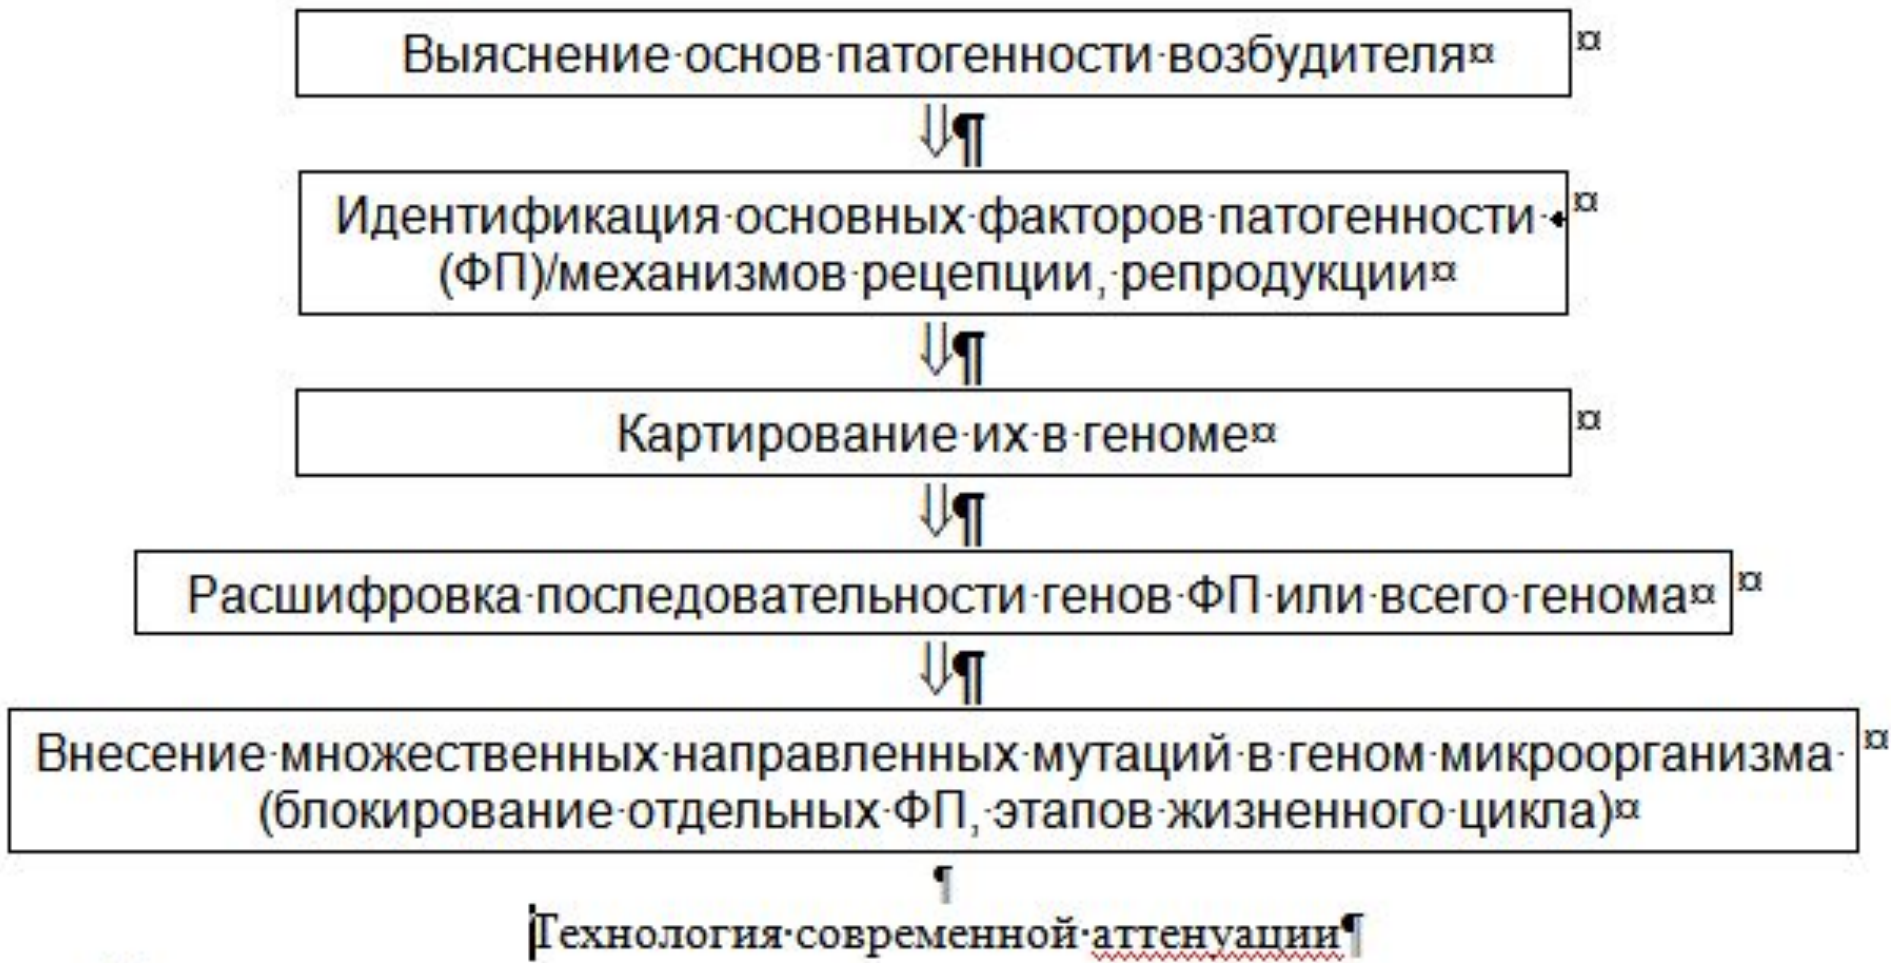 Выяснение основ патогенности возбудителя
Идентификация основных факторов патогенности
(ФП)/механизмов рецепции, репродукции
Картирование их в геноме
Расшифровка последовательности генов ФП или всего генома
Внесение множественных направленных мутаций в геном микроорганизма
(блокирование отдельных ФП, этапов жизненного цикла)
Технология современной аттенуации